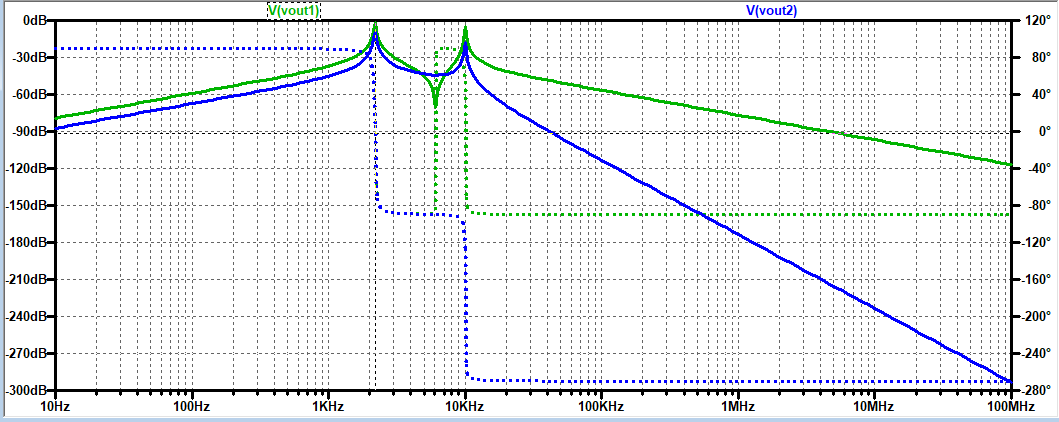 V(vout1) V(vout2)
0dB 120°
-30dB 80°
-60dB 40°
-90dB 0°
-120dB -40°
-150dB -80°
-180dB -120°
-210dB -160°
-240dB -200°
-270dB -240°
-300dB -280°
10Hz 100Hz 1KHz 10KHz 100KHz 1MHz 10MHz 100MHz